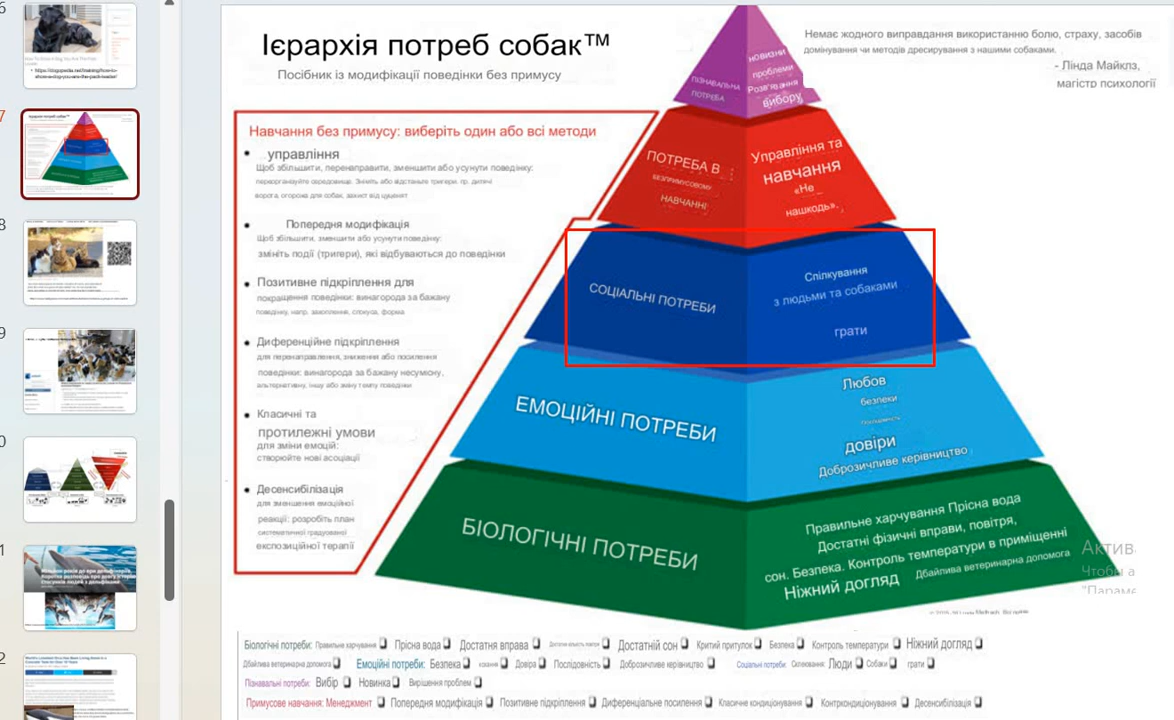 Ієрархія потреб собак™
Посібник із модифікації поведінки без примусу
Немає жодного виправдання використанню болю, страху, засобів
домінування чи методів дресирування з нашими собаками.
- Лінда Майклз,
магістр психології
Навчання без примусу: виберіть один або всі методи
управління
Щоб збільшити, перенаправити, зменшити або усунути поведінку:
переорганізуйте середовище. Зніміть або відстаньте тригери. пр. дитячі
ворота, огорожа для собак, захист від цуценят
Попередня модифікація
Щоб збільшити, зменшити або усунути поведінку:
змініть події (тригери), які відбуваються до поведінки
Позитивне підкріплення для
покращення поведінки: винагорода за бажану
поведінку, напр. захоплення, спокуса, форма
Диференційне підкріплення
для перенаправлення, зниження або посилення
поведінки: винагорода за бажану несумісну,
альтернативну, іншу або зміну темпу поведінки
Класичні та
протилежні умови
для зміни емоцій:
створюйте нові асоціації
Десенсибілізація
для зменшення емоційної
реакції: розробіть план
систематичної градуйованої
експозиційної терапії
ПІЗНАВАЛЬНА
ПОТРЕБА
новизни
проблеми
Розв'язання
вибору
ПОТРЕБА В
БЕЗПРИМУСОВОМУ
НАВЧАННІ
Управління та
навчання
«Не
нашкодь».
СОЦІАЛЬНІ ПОТРЕБИ
Спілкування
з людьми та собаками
грати
ЕМОЦІЙНІ ПОТРЕБИ
Любов
безпеки
довіри
Доброзичливе керівництво
БІОЛОГІЧНІ ПОТРЕБИ
Правильне харчування Прісна вода
Достатні фізичні вправи, повітря,
сон. Безпека. Контроль температури в приміщенні
Ніжний догляд Дбайлива ветеринарна допомога
Актив
Чтобы а
"Параме
Біологічні потреби: Правильне харчування Прісна вода Достатня вправа Достатній сон Критий притулок Безпека Контроль температури Ніжний догляд
Дбайлива ветеринарна допомога Емоційні потреби: Безпека кохання Довіра Послідовність Доброзичливе керівництво Соціальні потреби: Спілкування: Люди Собаки грати
Пізнавальні потреби: Вибір Новинка Вирішення проблем
Примусове навчання: Менеджмент Попередня модифікація Позитивне підкріплення Диференціальне посилення Класичне кондиціонування Контркондиціонування Десенсибілізація